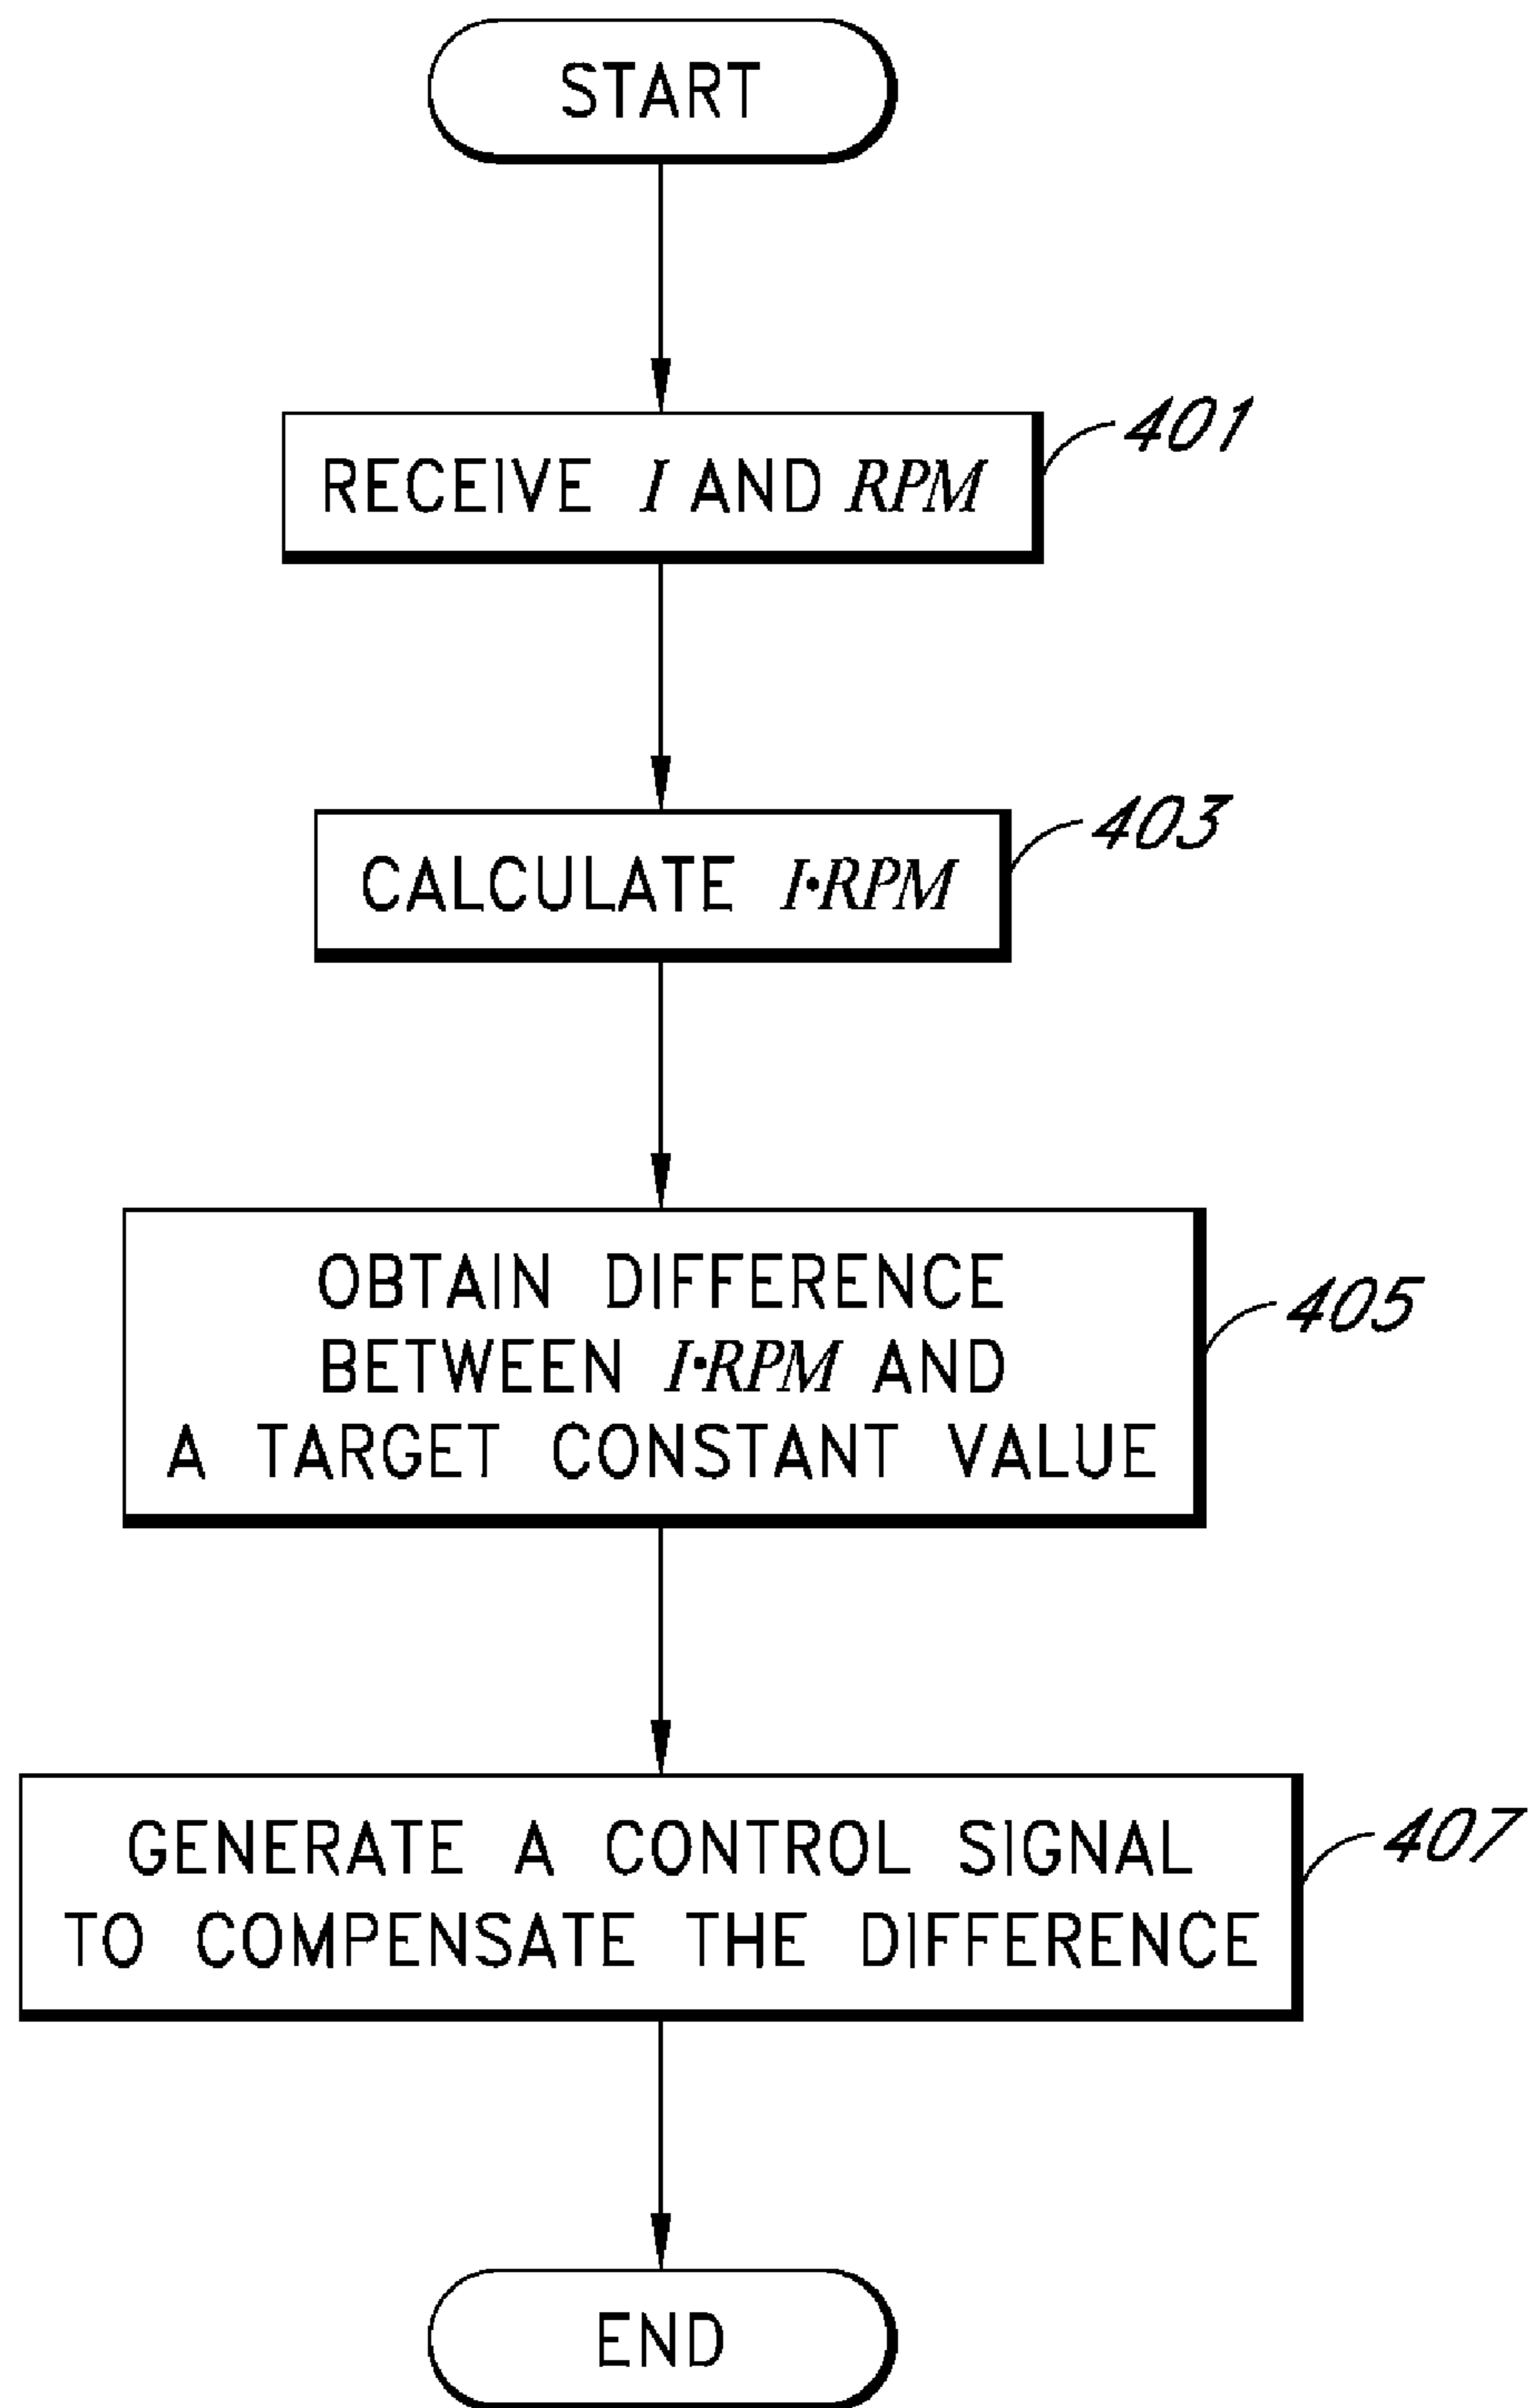 START
RECEIVE I AND RPM
401
CALCULATE I·RPM
403
OBTAIN DIFFERENCE
BETWEEN I·RPM AND
A TARGET CONSTANT VALUE
405
GENERATE A CONTROL SIGNAL
TO COMPENSATE THE DIFFERENCE
407
END